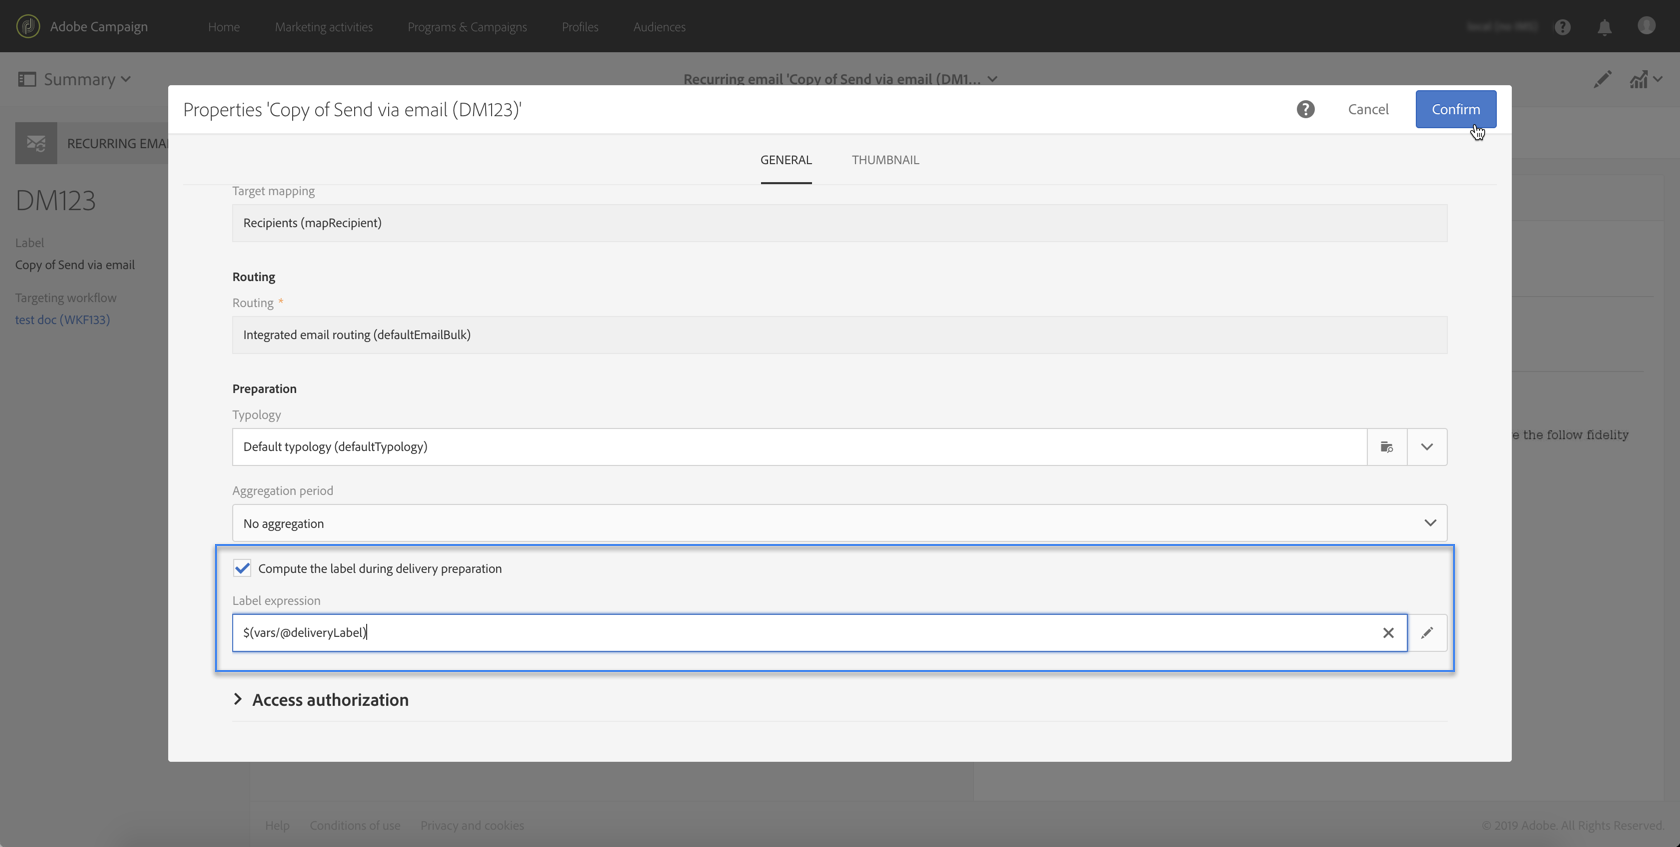 Adobe Campaign
Home
Marketing activities
Programs & Campaigns
Profiles
Audiences
Summary
Recurring email 'Copy of Send via email (DM1...
Properties 'Copy of Send via email (DM123)'
Cancel
Confirm
RECURRING EMA
DM123
Label
Copy of Send via email
Targeting workflow
test doc (WKF133)
GENERAL
THUMBNAIL
Target mapping
Recipients (mapRecipient)
Routing
Routing *
Integrated email routing (defaultEmailBulk)
Preparation
Typology
Default typology (defaultTypology)
Aggregation period
No aggregation
Compute the label during delivery preparation
Label expression
$(vars/@deliveryLabel)
Access authorization
e the follow fidelity
Help
Conditions of use
Privacy and cookies
© 2019 Adobe. All Rights Reserved.